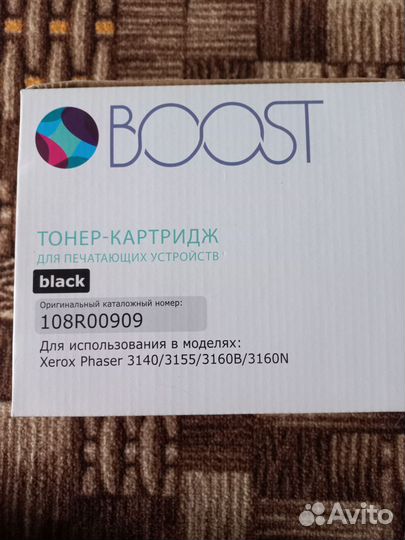 BOOST
ТОНЕР-КАРТРИДЖ
ДЛЯ ПЕЧАТАЮЩИХ УСТРОЙСТВ
black
Оригинальный каталожный номер:
108R00909
Для использования в моделях:
Xerox Phaser 3140/3155/3160B/3160N
Avito